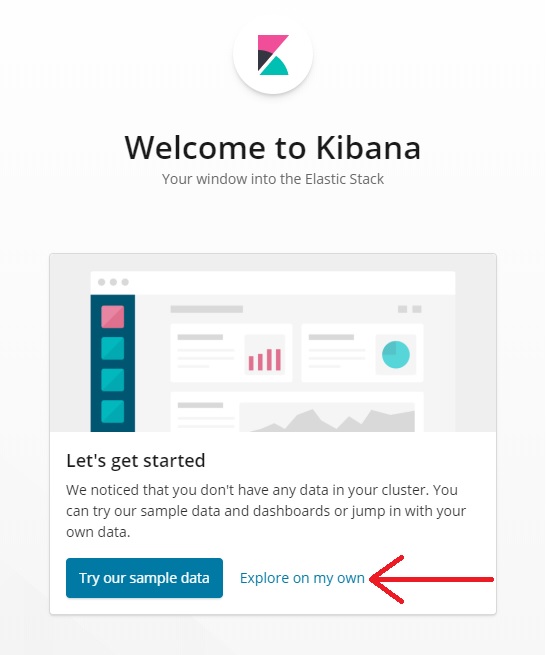 Welcome to Kibana
Your window into the Elastic Stack
Let's get started
We noticed that you don't have any data in your cluster. You
can try our sample data and dashboards or jump in with your
own data.
Try our sample data
Explore on my own